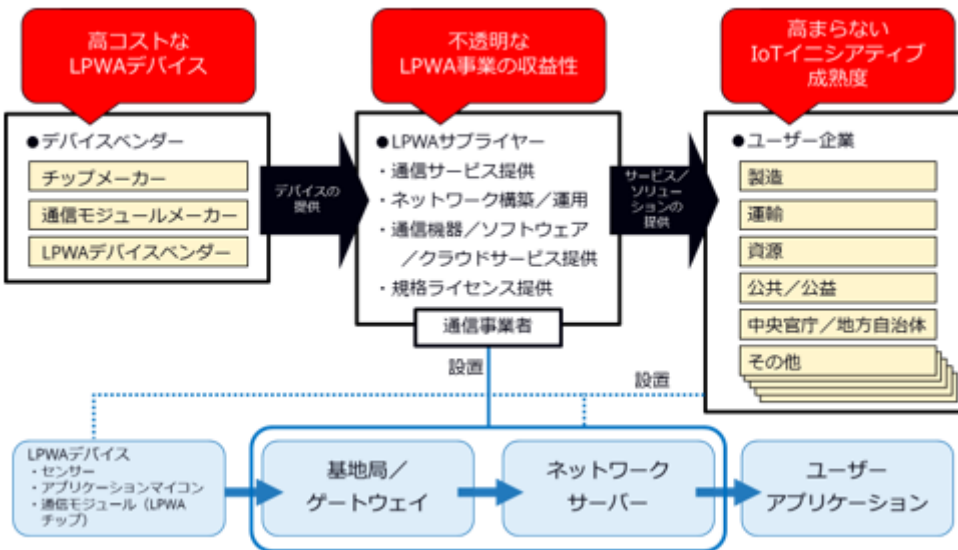 高コストな
LPWAデバイス
不透明な
LPWA事業の収益性
高まらない
IoTイニシアティブ
成熟度
●デバイスベンダー
チップメーカー
通信モジュールメーカー
LPWAデバイスベンダー
デバイスの
提供
●LPWAサプライヤー
・通信サービス提供
・ネットワーク構築／運用
・通信機器／ソフトウェア
／クラウドサービス提供
・規格ライセンス提供
通信事業者
サービス／
ソリュー
ションの
提供
●ユーザー企業
製造
運輸
資源
公共／公益
中央官庁／地方自治体
その他
設置
設置
LPWAデバイス
・センサー
・アプリケーションマイコン
・通信モジュール（LPWA
チップ）
基地局／
ゲートウェイ
ネットワーク
サーバー
ユーザー
アプリケーション